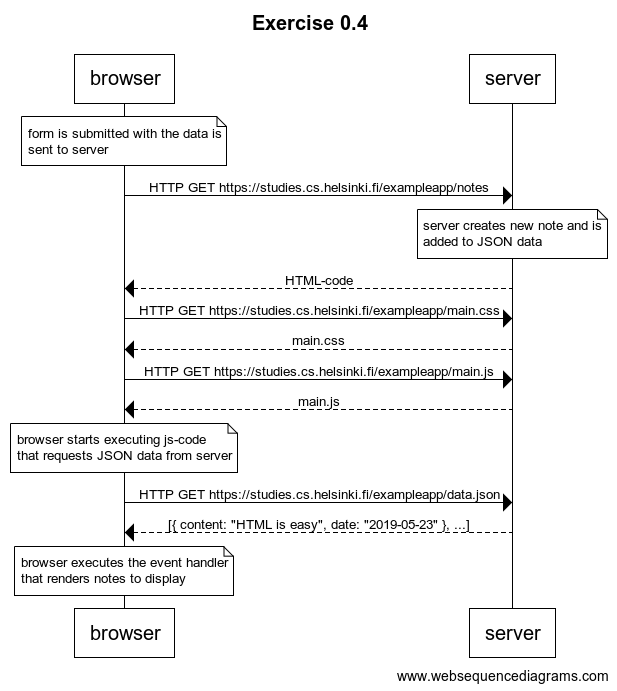 Exercise 0.4
browser
server
form is submitted with the data is
sent to server
HTTP GET https://studies.cs.helsinki.fi/exampleapp/notes
server creates new note and is
added to JSON data
HTML-code
HTTP GET https://studies.cs.helsinki.fi/exampleapp/main.css
main.css
HTTP GET https://studies.cs.helsinki.fi/exampleapp/main.js
main.js
browser starts executing js-code
that requests JSON data from server
HTTP GET https://studies.cs.helsinki.fi/exampleapp/data.json
[{ content: "HTML is easy", date: "2019-05-23" }, ...]
browser executes the event handler
that renders notes to display
browser
server
www.websequencediagrams.com